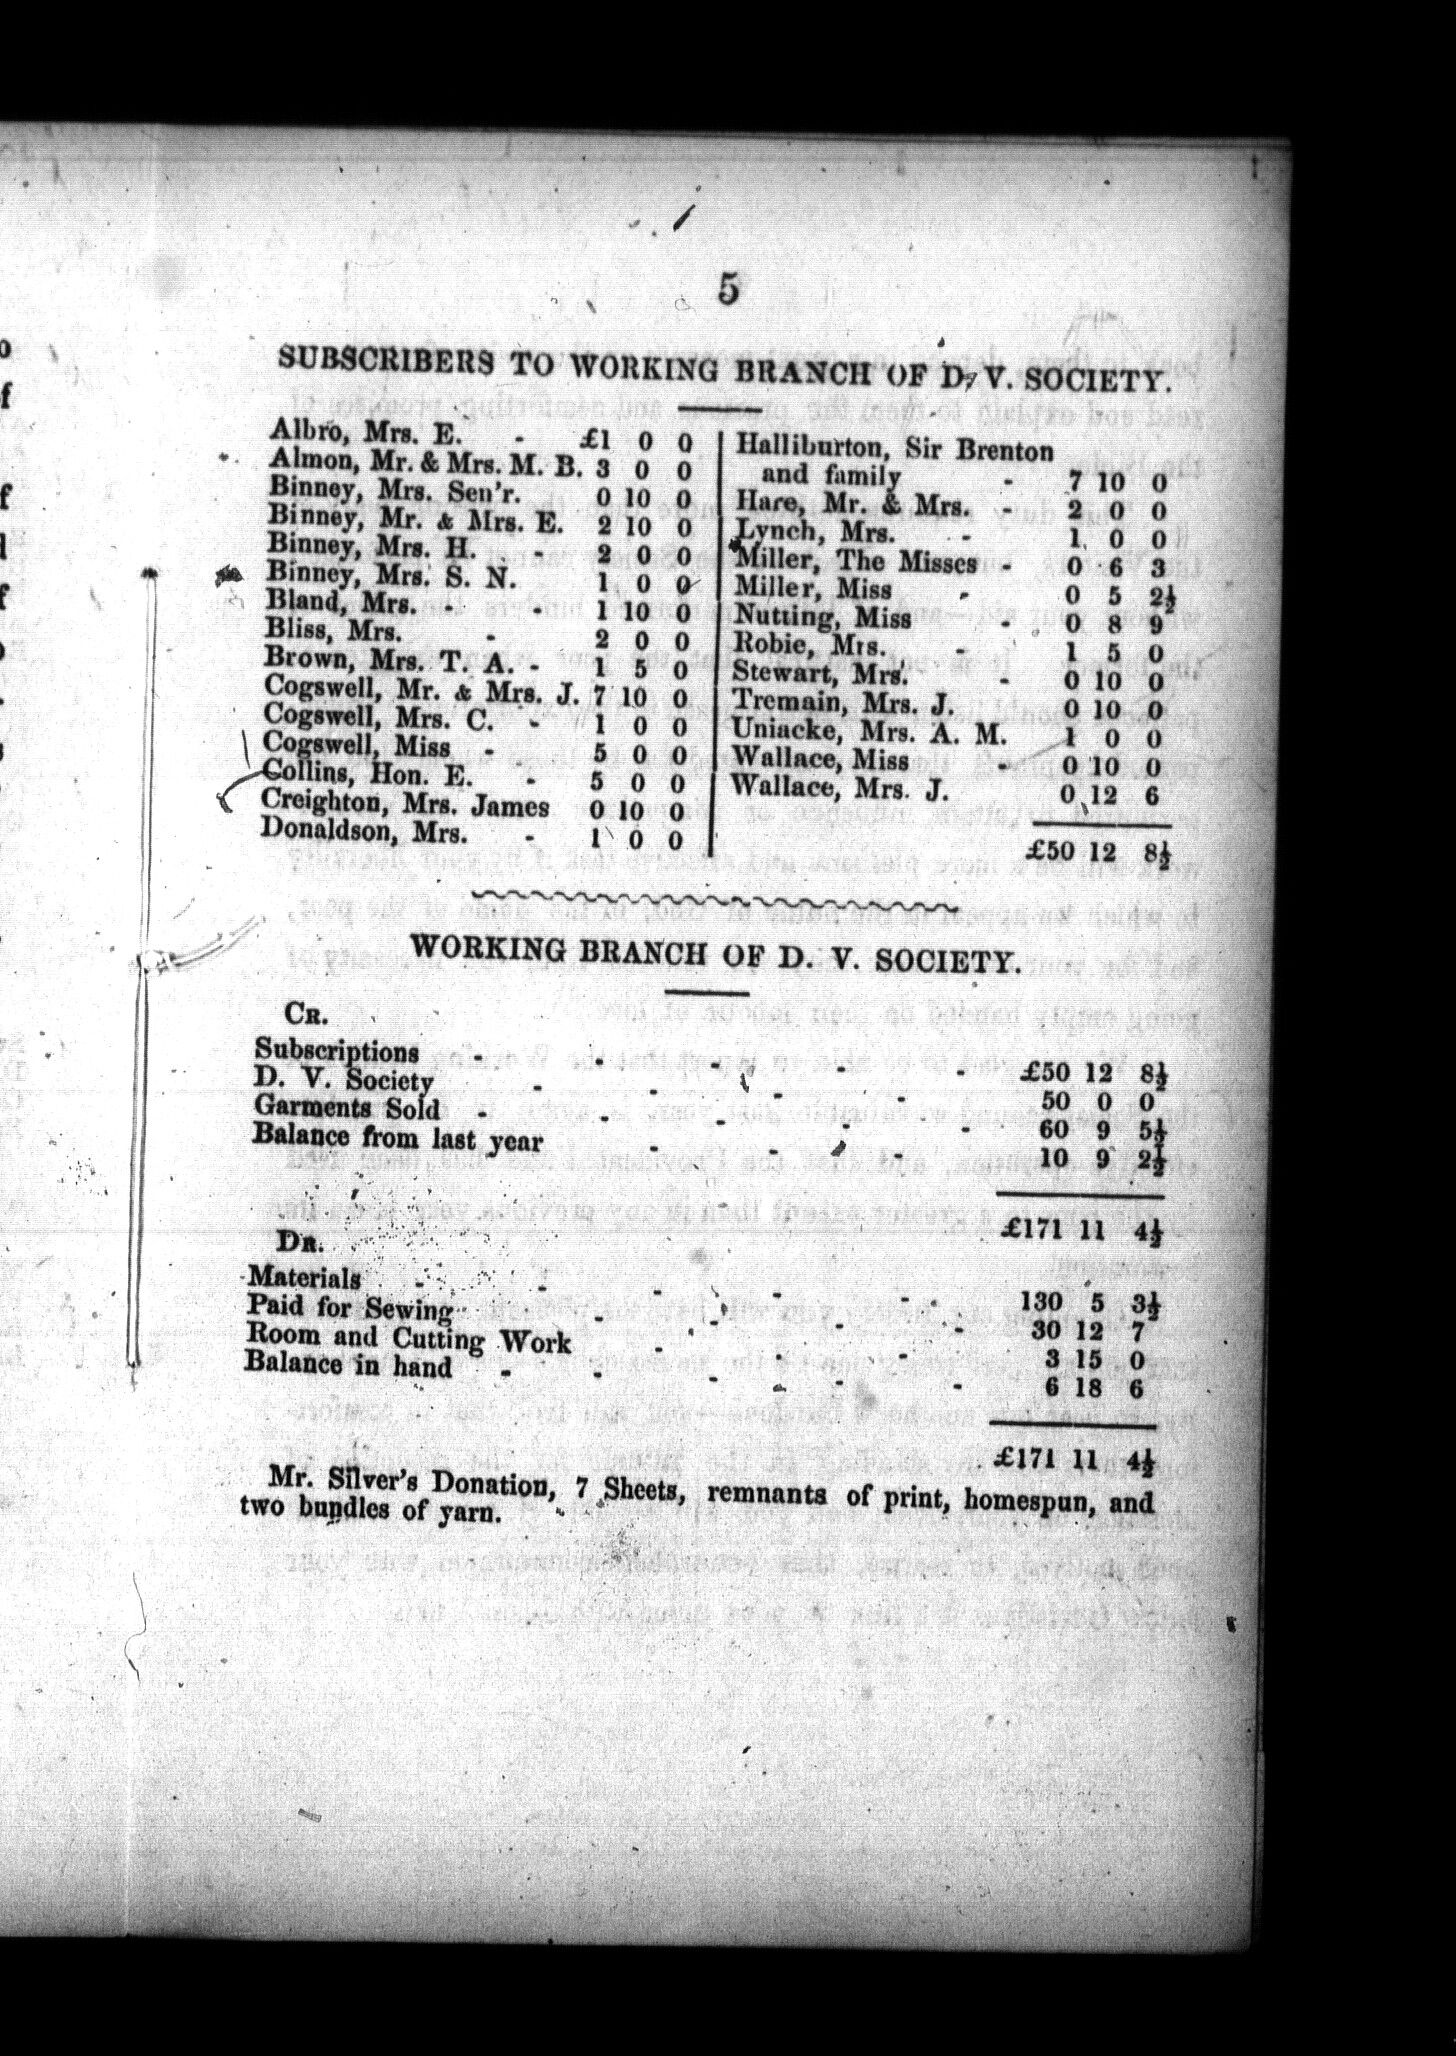 5
SUBSCRIBERS TO WORKING BRANCH OF D. V. SOCIETY.
Albro, Mrs. E. - £1 0 0
Almon, Mr. & Mrs. M. B. 3 0 0
Binney, Mrs. Sen'r. 0 10 0
Binney, Mr. & Mrs. E. 2 10 0
Binney, Mrs. H. - 2 0 0
Binney, Mrs. S. N. 1 0 0
Bland, Mrs. - - 1 10 0
Bliss, Mrs. - 2 0 0
Brown, Mrs. T. A. - 1 5 0
Cogswell, Mr. & Mrs. J. 7 10 0
Cogswell, Mrs. C. - 1 0 0
Cogswell, Miss - 5 0 0
Collins, Hon. E. - 5 0 0
Creighton, Mrs. James 0 10 0
Donaldson, Mrs. - 1 0 0
Halliburton, Sir Brenton
and family - 7 10 0
Hare, Mr. & Mrs. - 2 0 0
Lynch, Mrs. - 1 0 0
Miller, The Misses - 0 6 3
Miller, Miss - 0 5 2½
Nutting, Miss - 0 8 9
Robie, Mrs. - 1 5 0
Stewart, Mrs. - 0 10 0
Tremain, Mrs. J. 0 10 0
Uniacke, Mrs. A. M. 1 0 0
Wallace, Miss - 0 10 0
Wallace, Mrs. J. 0 12 6
£50 12 8½
WORKING BRANCH OF D. V. SOCIETY.
CR.
Subscriptions - - - - - £50 12 8½
D. V. Society - - - - 50 0 0
Garments Sold - - - - - 60 9 5½
Balance from last year - - - 10 9 2½
£171 11 4½
DR.
Materials - - - - - 130 5 3½
Paid for Sewing - - - - 30 12 7
Room and Cutting Work - - - 3 15 0
Balance in hand - - - - - - 6 18 6
£171 11 4½
Mr. Silver's Donation, 7 Sheets, remnants of print, homespun, and
two bundles of yarn.